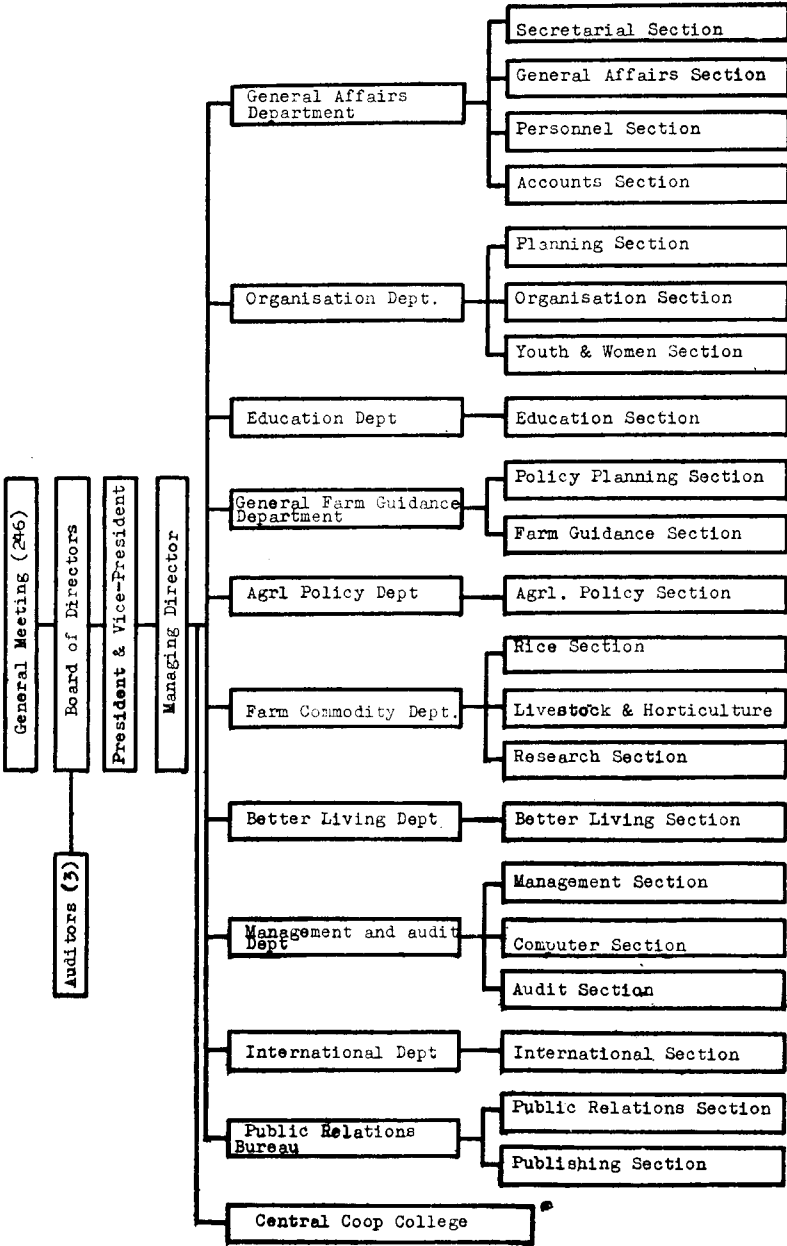 General Meeting (246)
Board of Directors
Auditors (3)
President & Vice-President
Managing Director
General Affairs
Department
Secretarial Section
General Affairs Section
Personnel Section
Accounts Section
Organisation Dept.
Planning Section
Organisation Section
Youth & Women Section
Education Dept
Education Section
General Farm Guidance
Department
Policy Planning Section
Farm Guidance Section
Agrl Policy Dept
Agrl. Policy Section
Farm Commodity Dept.
Rice Section
Livestock & Horticulture
Research Section
Better Living Dept
Better Living Section
Management and audit
Dept
Management Section
Computer Section
Audit Section
International Dept
International Section
Public Relations
Bureau
Public Relations Section
Publishing Section
Central Coop College